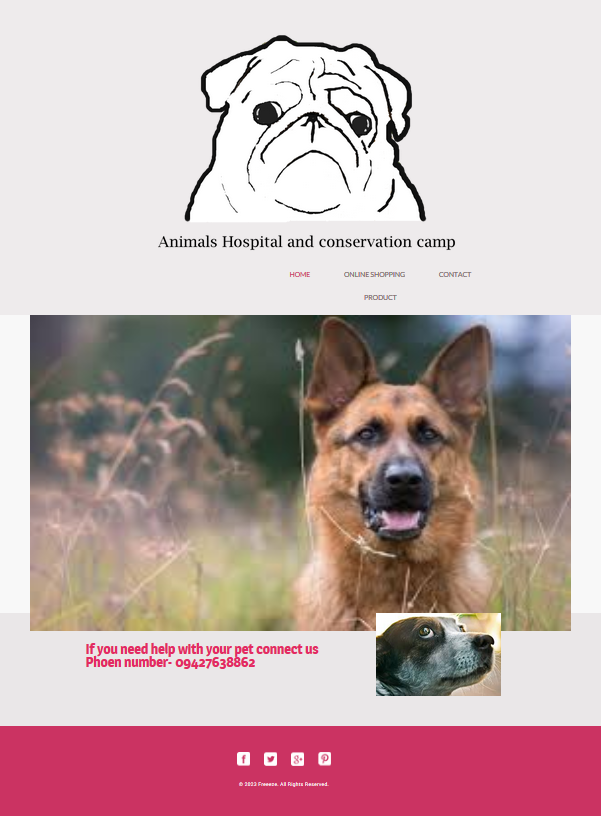 Animals Hospital and conservation camp
HOME ONLINE SHOPPING CONTACT
PRODUCT
If you need help with your pet connect us
Phoen number- 09427638862
© 2023 Freeeos. All Rights Reserved.